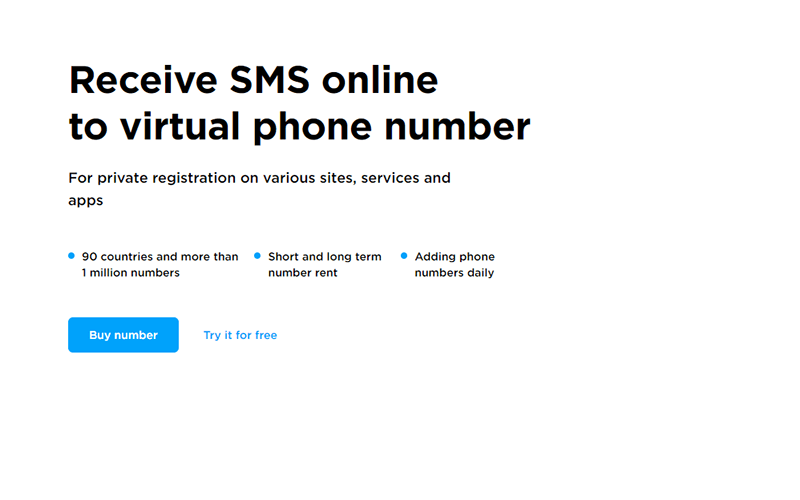 Receive SMS online
to virtual phone number
For private registration on various sites, services and
apps
90 countries and more than
1 million numbers
Short and long term
number rent
Adding phone
numbers daily
Buy number
Try it for free